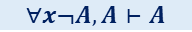 ∀x¬A, A ⊢ A